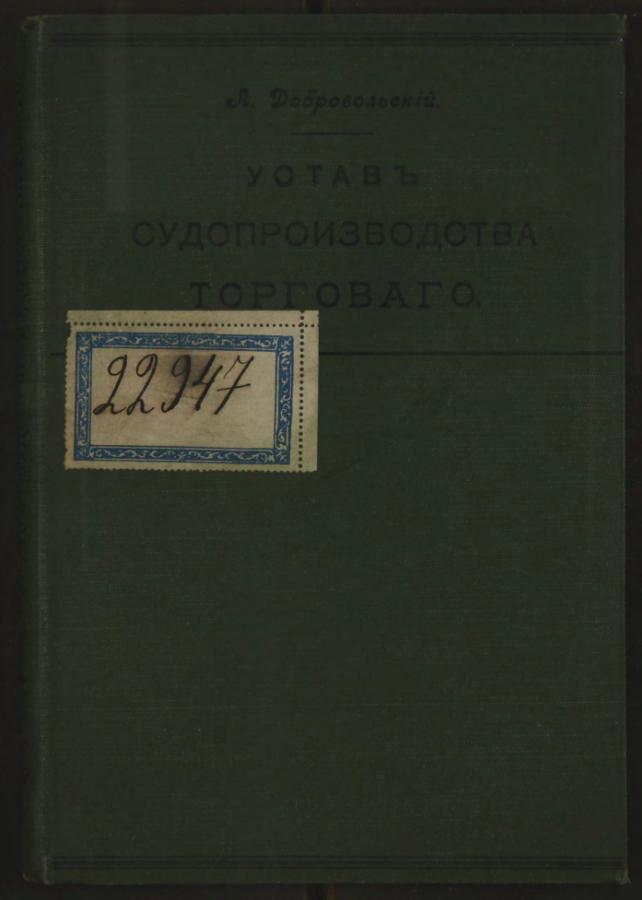 А. Добровольскій.
УСТАВЪ
СУДОПРОИЗВОДСТВА
ТОРГОВАГО.
22947